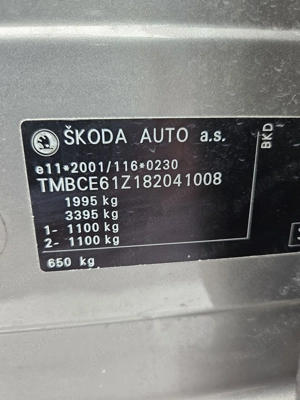 ŠKODA AUTO a.s.
BKD
e11*2001/116*0230
TMBCE61Z182041008
1995 kg
3395 kg
1- 1100 kg
2- 1100 kg
650 kg